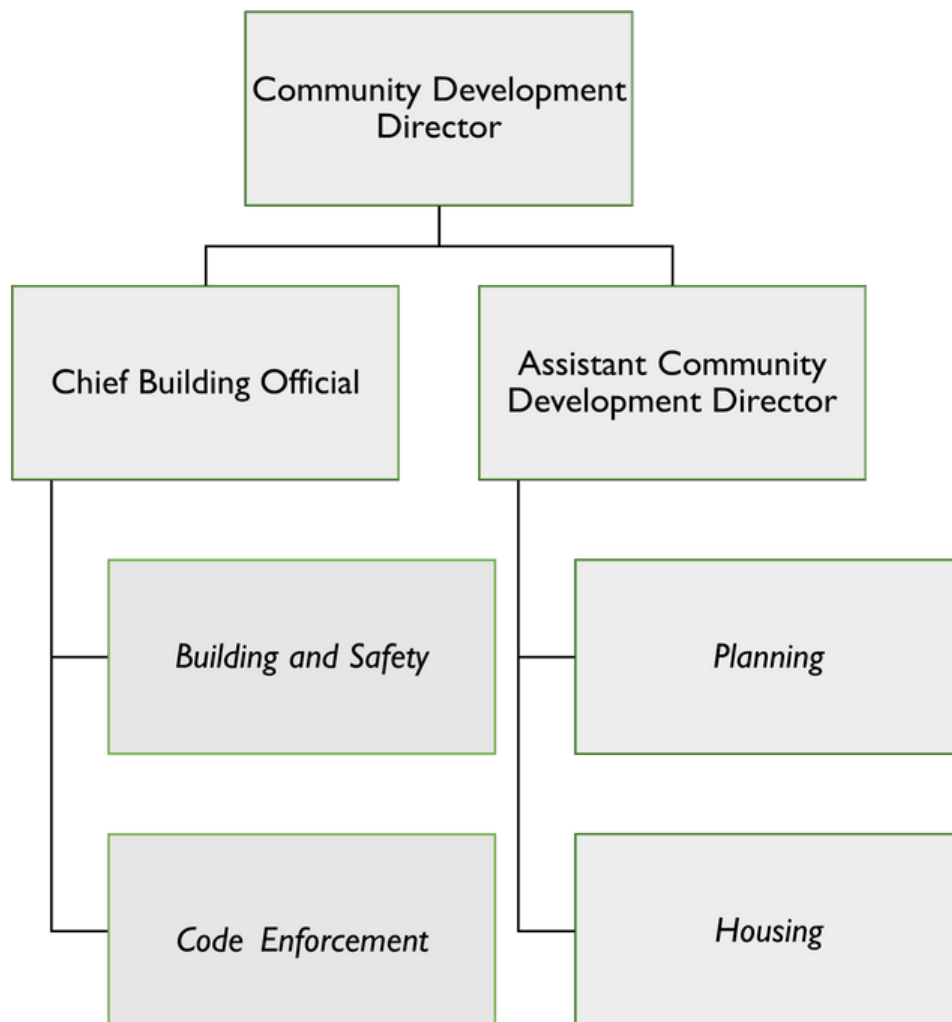 Community Development
Director
Chief Building Official
Assistant Community
Development Director
Building and Safety
Planning
Code Enforcement
Housing